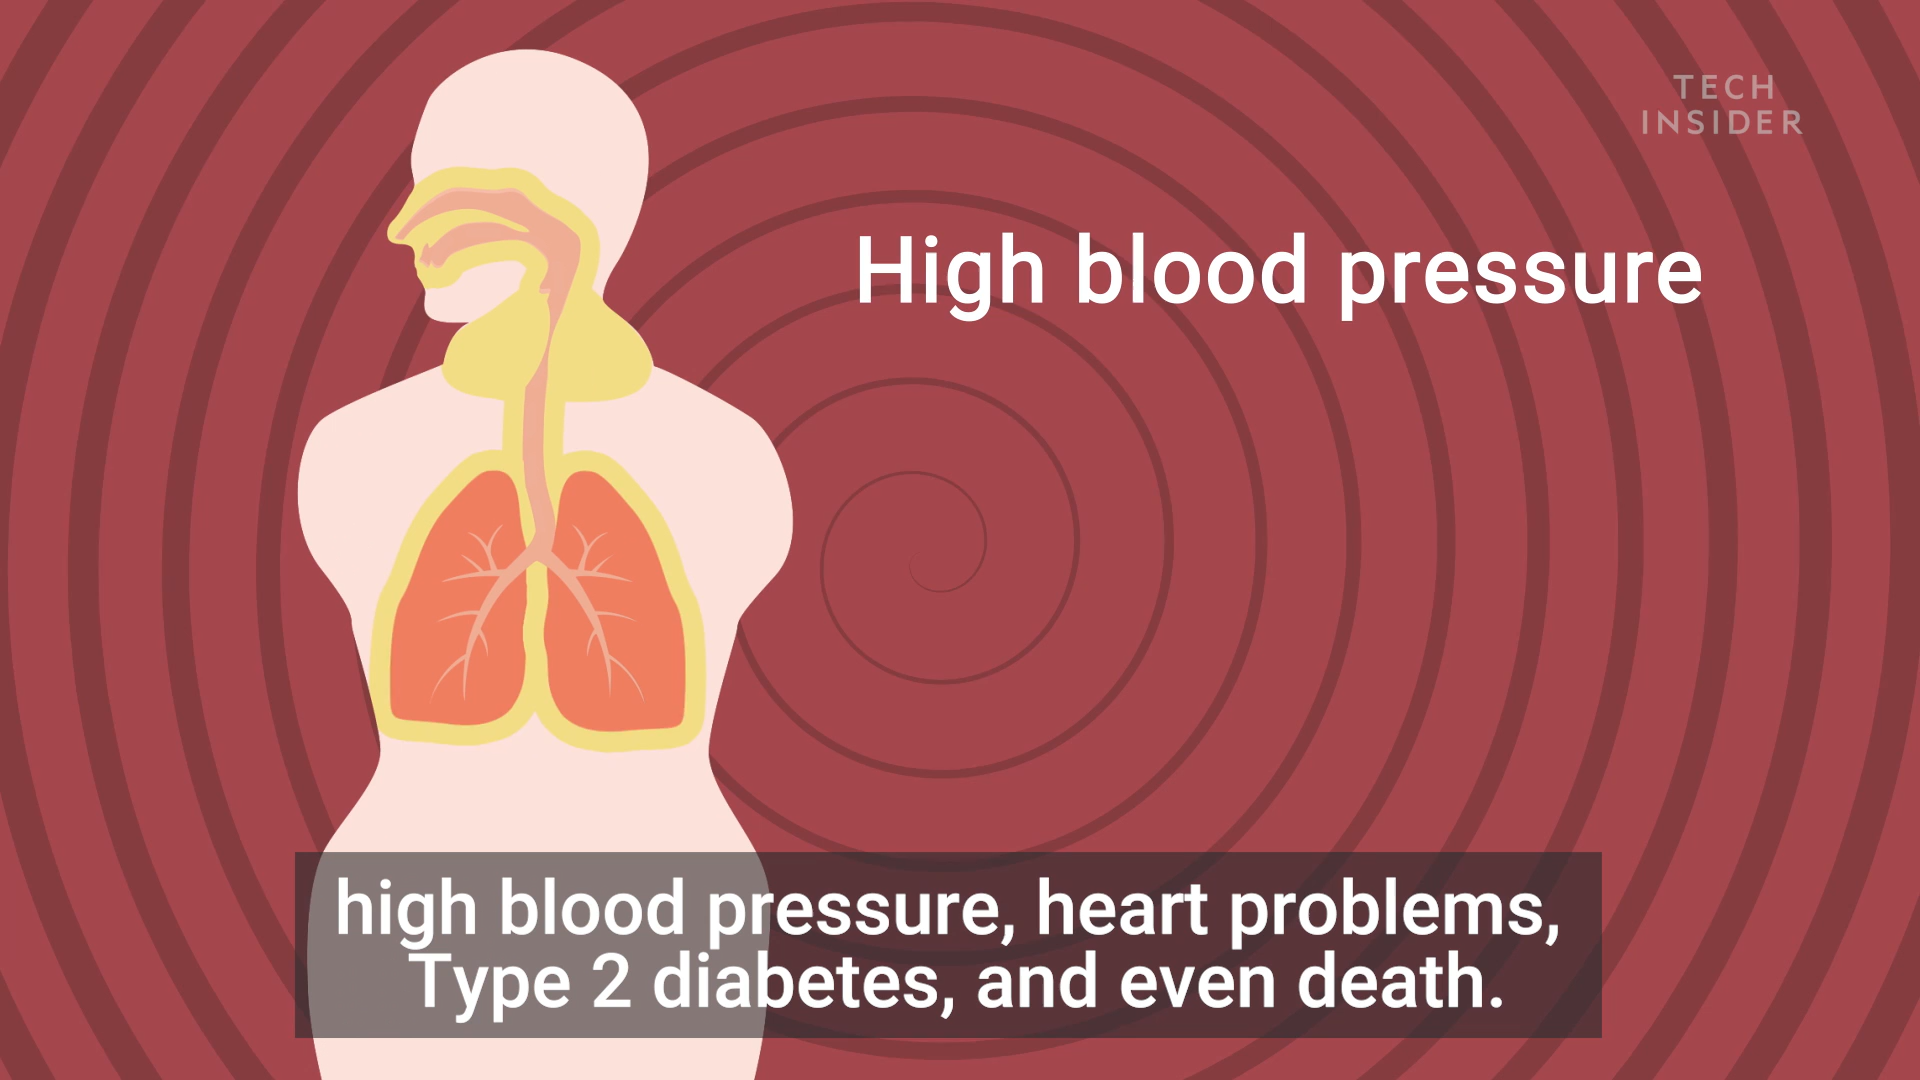 TECH
INSIDER
High blood pressure
high blood pressure, heart problems,
Type 2 diabetes, and even death.